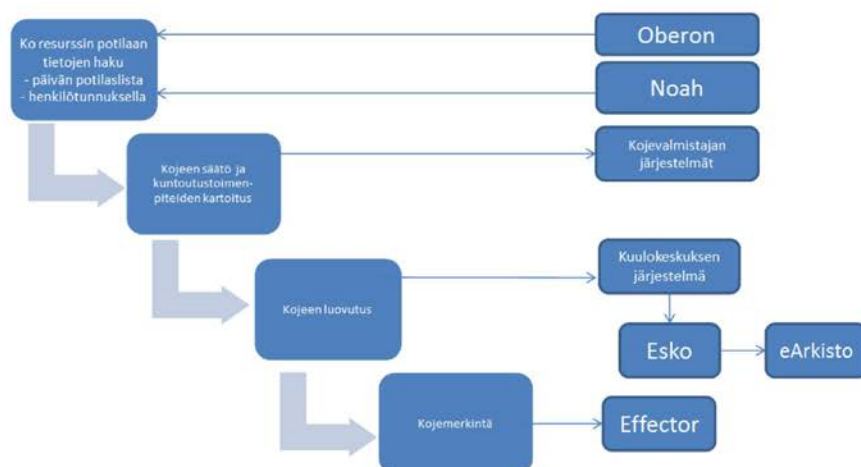 Ko resurssin potilaan
tietojen haku
- päivän potilaslista
- henkilötunnuksella
Oberon
Noah
Kojeen säätö ja
kuntoutustoimen-
piteiden kartoitus
Kojevalmistajan
järjestelmät
Kojeen luovutus
Kuulokeskuksen
järjestelmä
Esko
eArkisto
Kojemerkintä
Effector